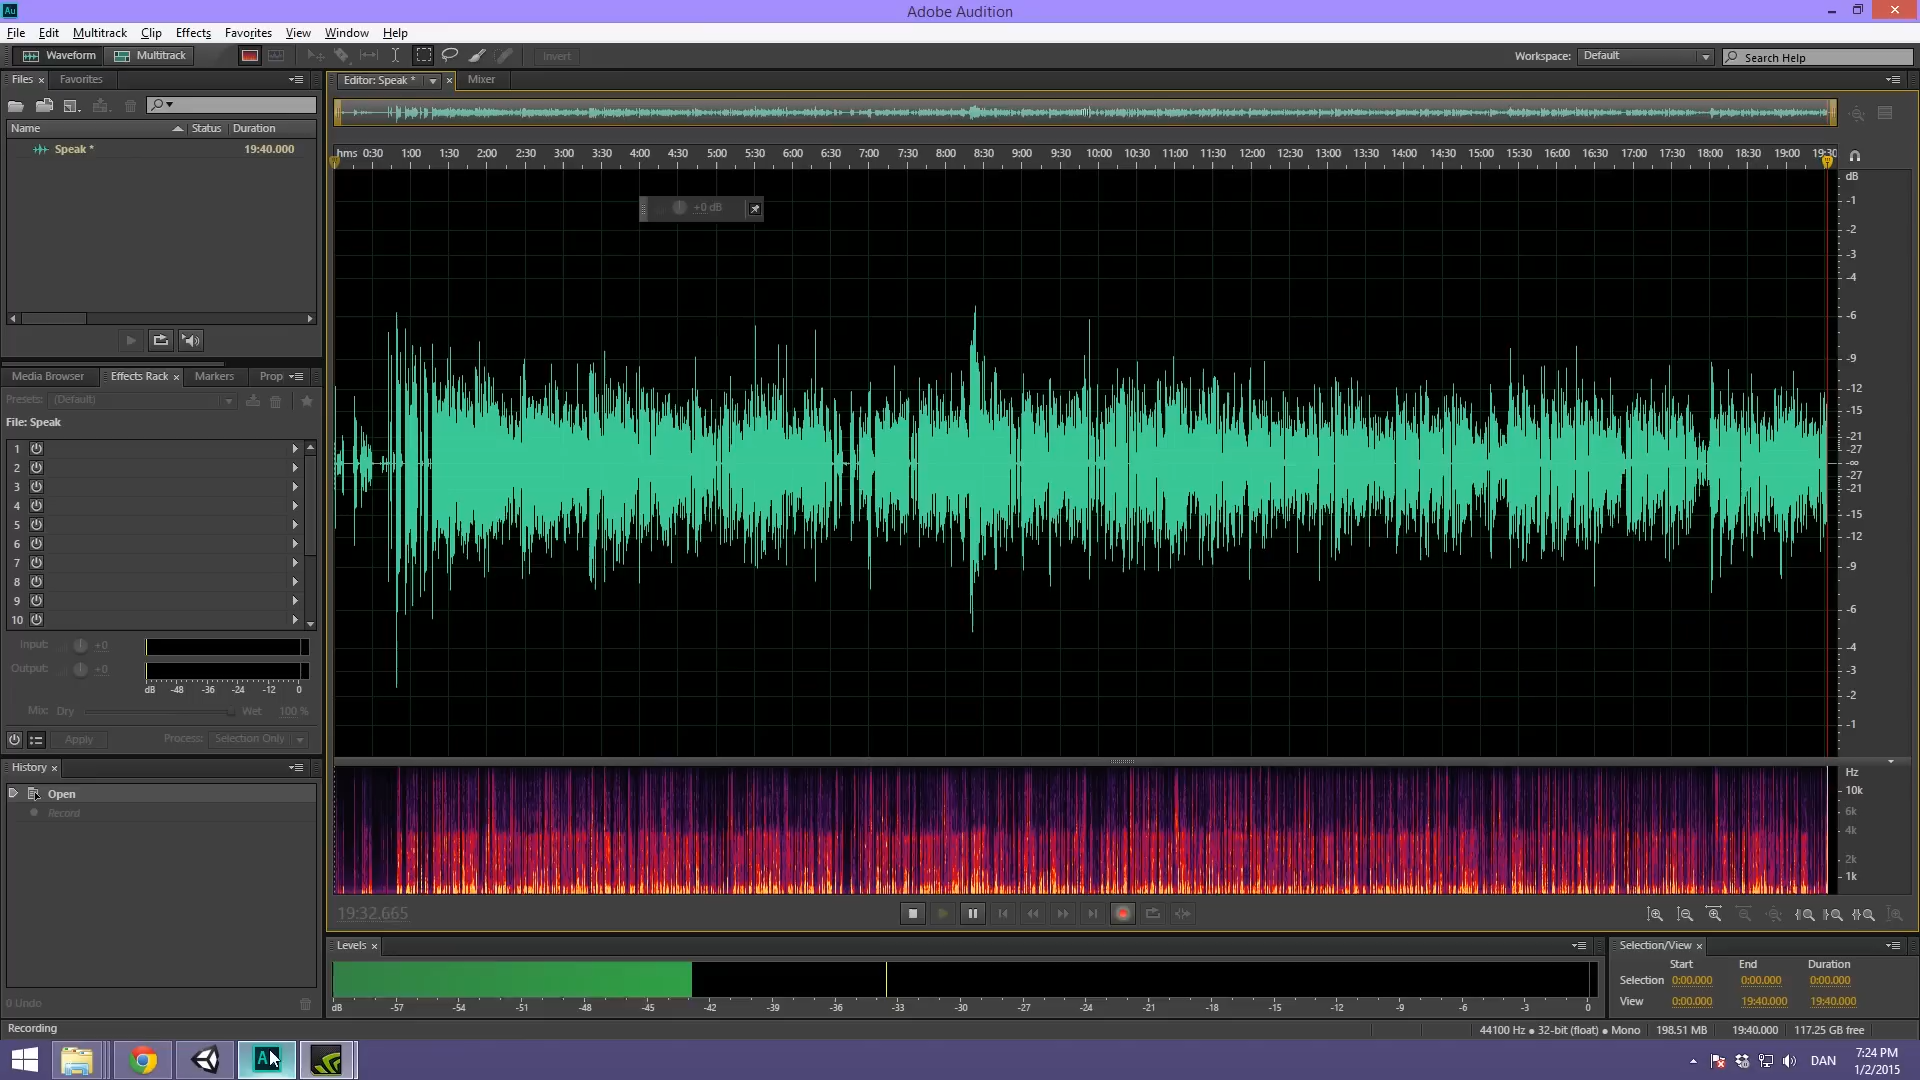 Au
Adobe Audition
File Edit Multitrack Clip Effects Favorites View Window Help
Waveform Multitrack Invert Workspace: Default Search Help
Files Favorites
Name Status Duration
Speak * 19:40.000
Media Browser Effects Rack Markers Prop
Presets: (Default)
File: Speak
1
2
3
4
5
6
7
8
9
10
Input: +0
Output: +0
dB -48 -36 -24 -12 0
Mix: Dry Wet 100 %
Apply Process: Selection Only
History
Open
Record
0 Undo
Editor: Speak * Mixer
hms 0:30 1:00 1:30 2:00 2:30 3:00 3:30 4:00 4:30 5:00 5:30 6:00 6:30 7:00 7:30 8:00 8:30 9:00 9:30 10:00 10:30 11:00 11:30 12:00 12:30 13:00 13:30 14:00 14:30 15:00 15:30 16:00 16:30 17:00 17:30 18:00 18:30 19:00 19:30
+0 dB
dB
-1
-2
-3
-4
-6
-9
-12
-15
-21
-27
-∞
-27
-21
-15
-12
-9
-6
-4
-3
-2
-1
Hz
10k
6k
4k
2k
1k
19:32.665
Levels
dB -57 -54 -51 -48 -45 -42 -39 -36 -33 -30 -27 -24 -21 -18 -15 -12 -9 -6 -3 0
Selection/View
Start End Duration
Selection 0:00.000 0:00.000 0:00.000
View 0:00.000 19:40.000 19:40.000
Recording
44100 Hz ● 32-bit (float) ● Mono 198.51 MB 19:40.000 117.25 GB free
DAN
7:24 PM
1/2/2015